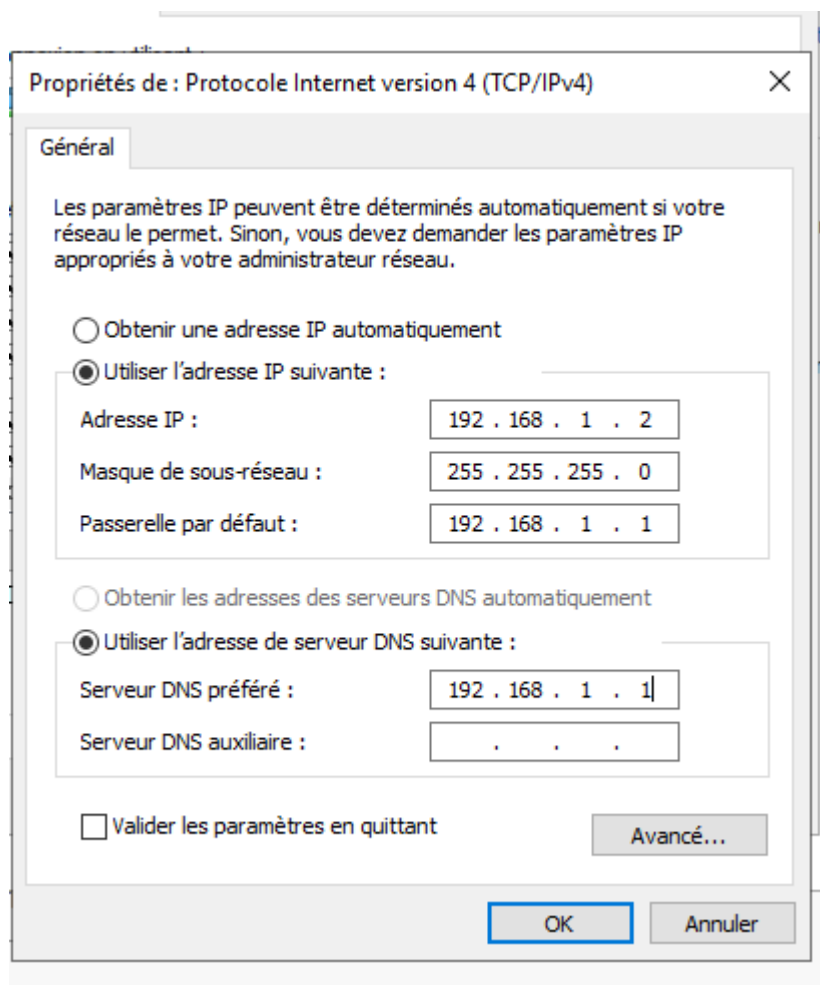 Propriétés de : Protocole Internet version 4 (TCP/IPv4)
Général
Les paramètres IP peuvent être déterminés automatiquement si votre
réseau le permet. Sinon, vous devez demander les paramètres IP
appropriés à votre administrateur réseau.
Obtenir une adresse IP automatiquement
Utiliser l’adresse IP suivante :
Adresse IP : 192 . 168 . 1 . 2
Masque de sous-réseau : 255 . 255 . 255 . 0
Passerelle par défaut : 192 . 168 . 1 . 1
Obtenir les adresses des serveurs DNS automatiquement
Utiliser l’adresse de serveur DNS suivante :
Serveur DNS préféré : 192 . 168 . 1 . 1
Serveur DNS auxiliaire : . . .
Valider les paramètres en quittant
Avancé...
OK Annuler